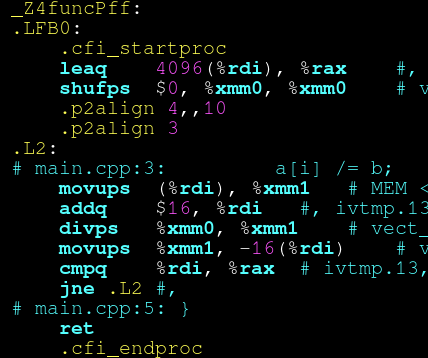 _Z4funcPff:
.LFB0:
.cfi_startproc
leaq 4096(%rdi), %rax #,
shufps $0, %xmm0, %xmm0 # v
.p2align 4,,10
.p2align 3
.L2:
# main.cpp:3: a[i] /= b;
movups (%rdi), %xmm1 # MEM <
addq $16, %rdi #, ivtmp.13
divps %xmm0, %xmm1 # vect_
movups %xmm1, -16(%rdi) # v
cmpq %rdi, %rax # ivtmp.13,
jne .L2 #,
# main.cpp:5: }
ret
.cfi_endproc